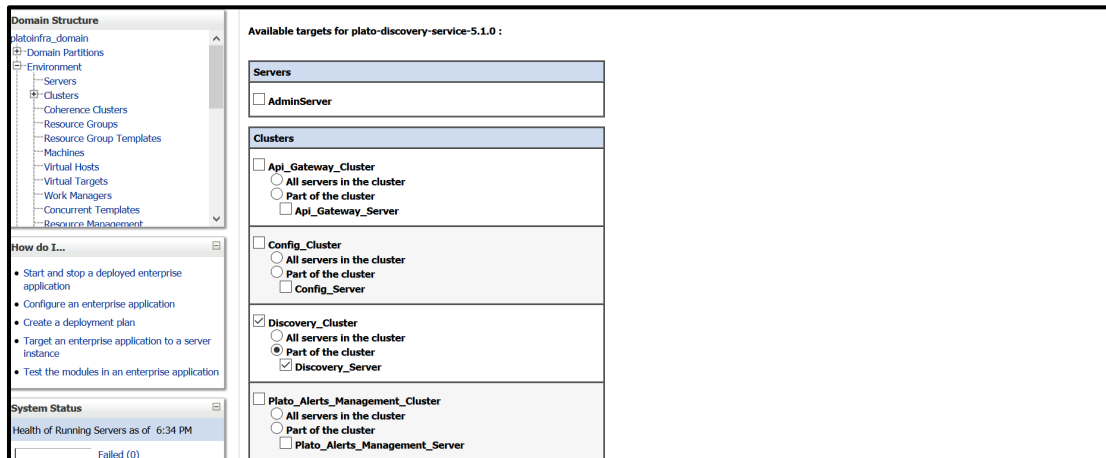 Domain Structure
platoinfra_domain
Domain Partitions
Environment
Servers
Clusters
Coherence Clusters
Resource Groups
Resource Group Templates
Machines
Virtual Hosts
Virtual Targets
Work Managers
Concurrent Templates
Resource Management
How do I...
Start and stop a deployed enterprise
application
Configure an enterprise application
Create a deployment plan
Target an enterprise application to a server
instance
Test the modules in an enterprise application
System Status
Health of Running Servers as of 6:34 PM
Failed (0)
Available targets for plato-discovery-service-5.1.0 :
Servers
AdminServer
Clusters
Api_Gateway_Cluster
All servers in the cluster
Part of the cluster
Api_Gateway_Server
Config_Cluster
All servers in the cluster
Part of the cluster
Config_Server
Discovery_Cluster
All servers in the cluster
Part of the cluster
Discovery_Server
Plato_Alerts_Management_Cluster
All servers in the cluster
Part of the cluster
Plato_Alerts_Management_Server